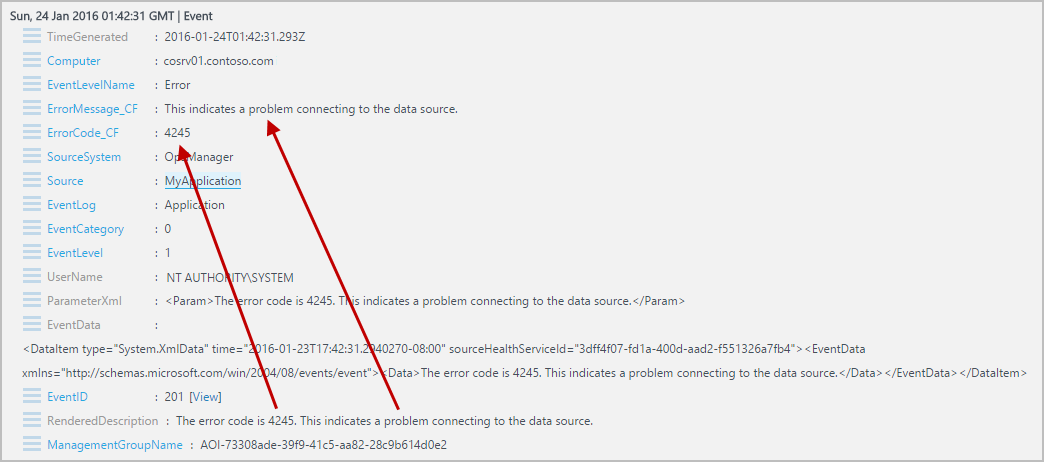 Sun, 24 Jan 2016 01:42:31 GMT | Event
TimeGenerated : 2016-01-24T01:42:31.293Z
Computer : cosrv01.contoso.com
EventLevelName : Error
ErrorMessage_CF : This indicates a problem connecting to the data source.
ErrorCode_CF : 4245
SourceSystem : OpsManager
Source : MyApplication
EventLog : Application
EventCategory : 0
EventLevel : 1
UserName : NT AUTHORITY\SYSTEM
ParameterXml : <Param>The error code is 4245. This indicates a problem connecting to the data source.</Param>
EventData :
<DataItem type="System.XmlData" time="2016-01-23T17:42:31.2940270-08:00" sourceHealthServiceId="3dff4f07-fd1a-400d-aad2-f551326a7fb4"><EventData
xmlns="http://schemas.microsoft.com/win/2004/08/events/event"><Data>The error code is 4245. This indicates a problem connecting to the data source.</Data></EventData></DataItem>
EventID : 201 [View]
RenderedDescription : The error code is 4245. This indicates a problem connecting to the data source.
ManagementGroupName : AOI-73308ade-39f9-41c5-aa82-28c9b614d0e2